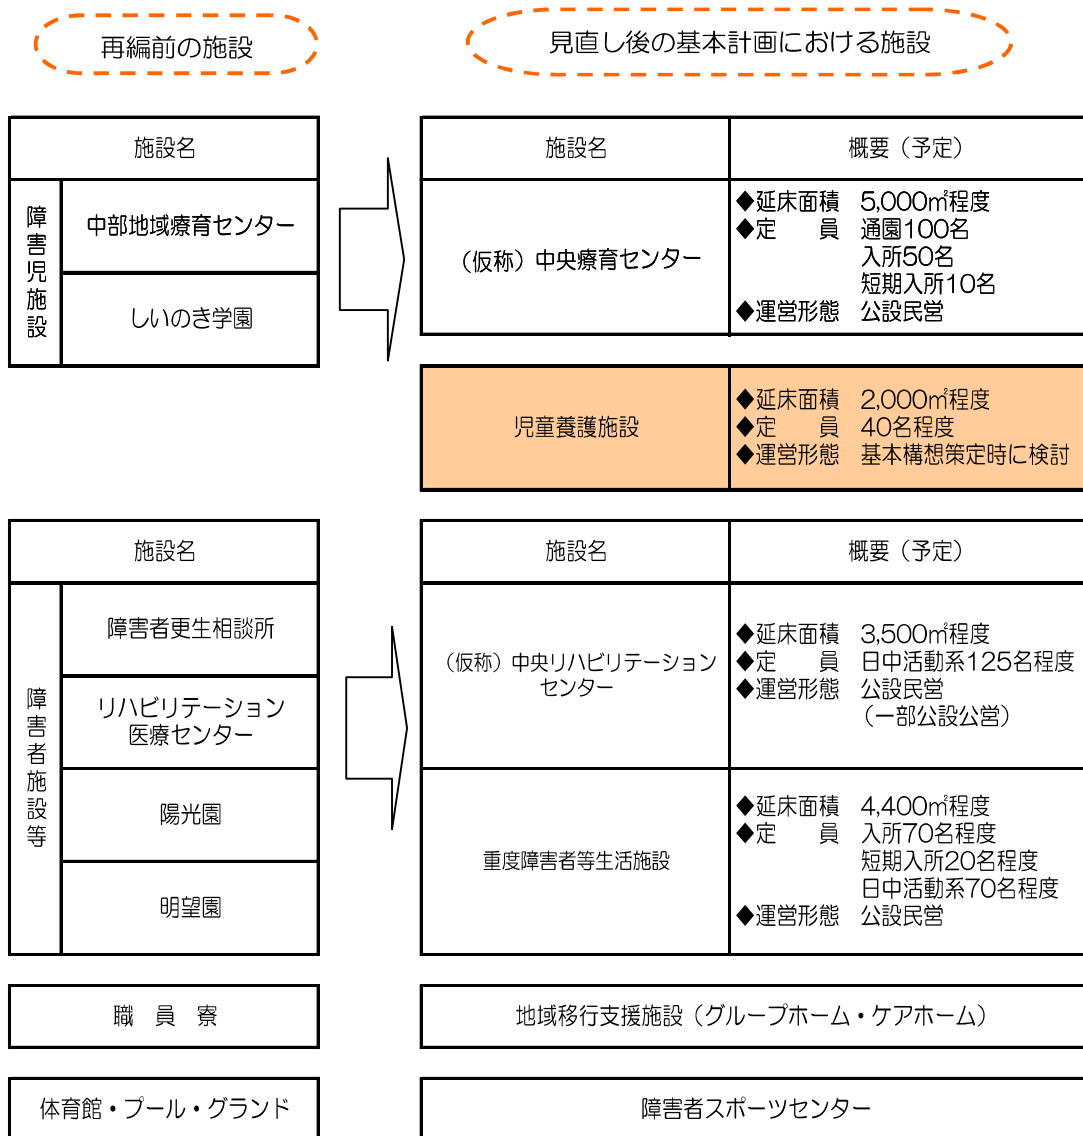 再編前の施設
見直し後の基本計画における施設
施設名
障害児施設
中部地域療育センター
しいのき学園
施設名
概要（予定）
（仮称）中央療育センター
◆延床面積　5,000㎡程度
◆定　　員　通園100名
入所50名
短期入所10名
◆運営形態　公設民営
児童養護施設
◆延床面積　2,000㎡程度
◆定　　員　40名程度
◆運営形態　基本構想策定時に検討
施設名
障害者施設等
障害者更生相談所
リハビリテーション
医療センター
陽光園
明望園
施設名
概要（予定）
（仮称）中央リハビリテーション
センター
◆延床面積　3,500㎡程度
◆定　　員　日中活動系125名程度
◆運営形態　公設民営
（一部公設公営）
重度障害者等生活施設
◆延床面積　4,400㎡程度
◆定　　員　入所70名程度
短期入所20名程度
日中活動系70名程度
◆運営形態　公設民営
職　員　寮
地域移行支援施設（グループホーム・ケアホーム）
体育館・プール・グランド
障害者スポーツセンター